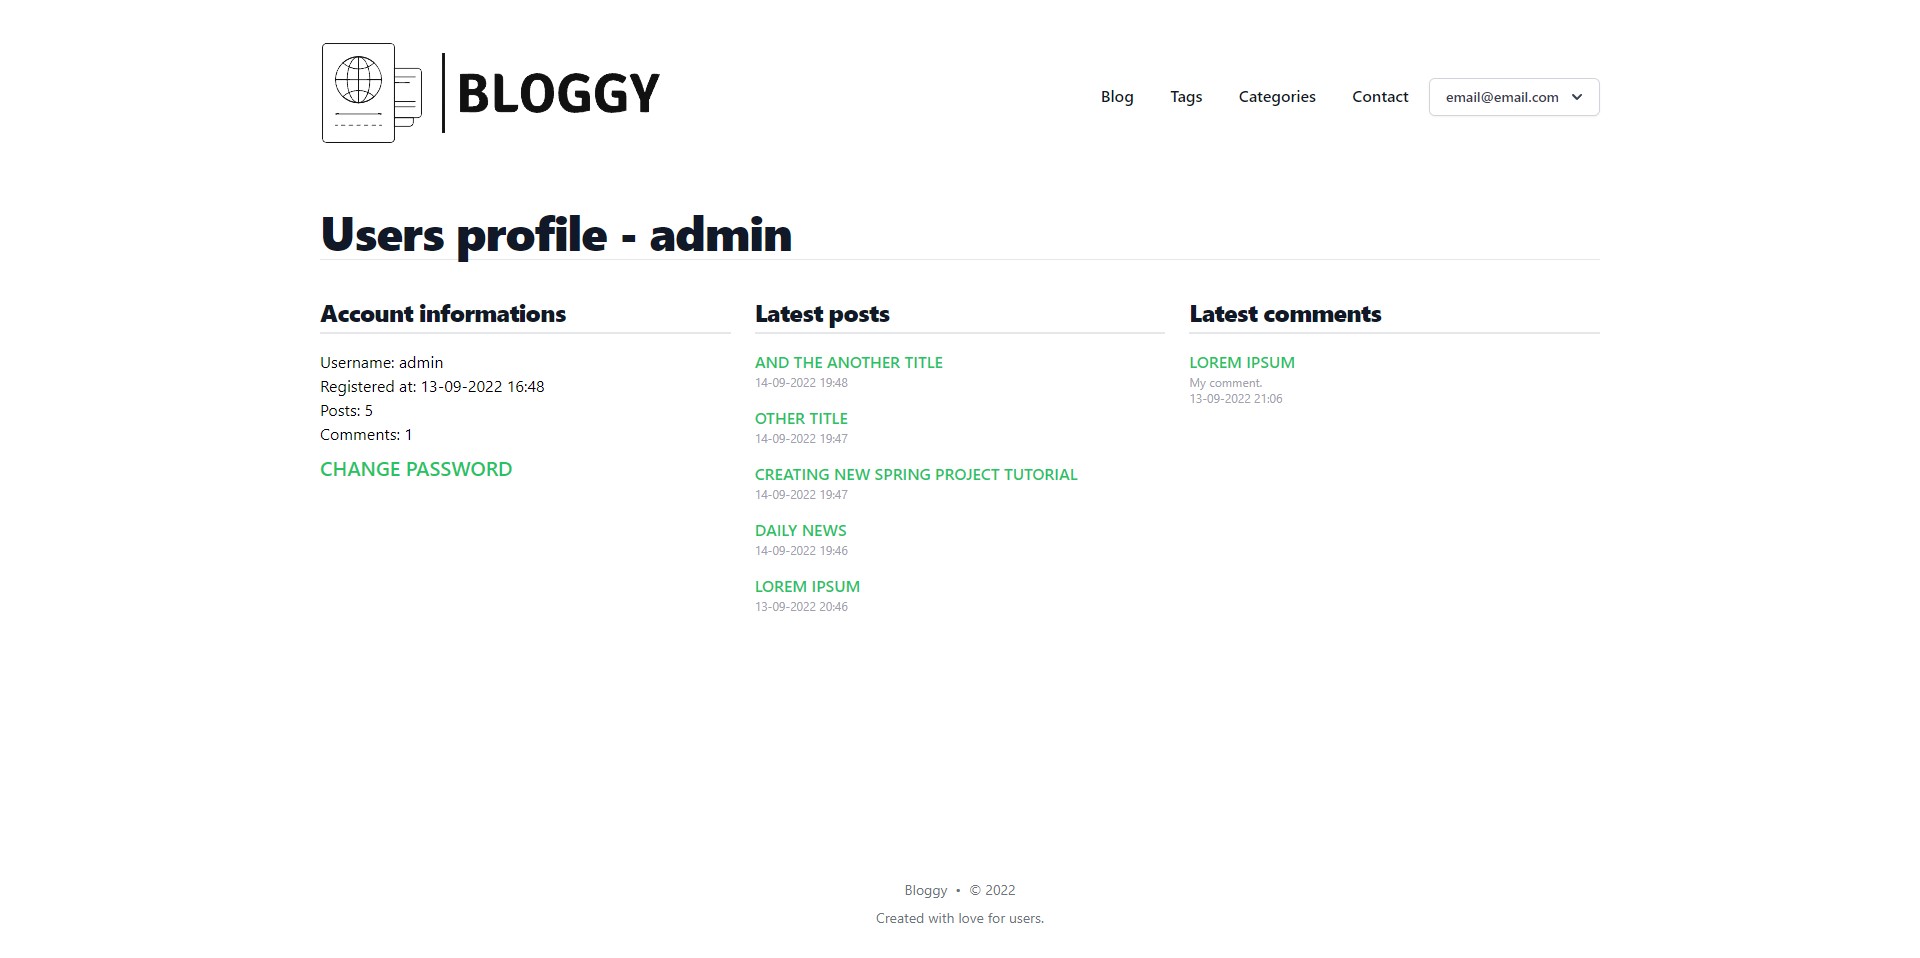 BLOGGY
Blog
Tags
Categories
Contact
email@email.com
Users profile - admin
Account informations
Username: admin
Registered at: 13-09-2022 16:48
Posts: 5
Comments: 1
CHANGE PASSWORD
Latest posts
AND THE ANOTHER TITLE
14-09-2022 19:48
OTHER TITLE
14-09-2022 19:47
CREATING NEW SPRING PROJECT TUTORIAL
14-09-2022 19:47
DAILY NEWS
14-09-2022 19:46
LOREM IPSUM
13-09-2022 20:46
Latest comments
LOREM IPSUM
My comment.
13-09-2022 21:06
Bloggy • © 2022
Created with love for users.